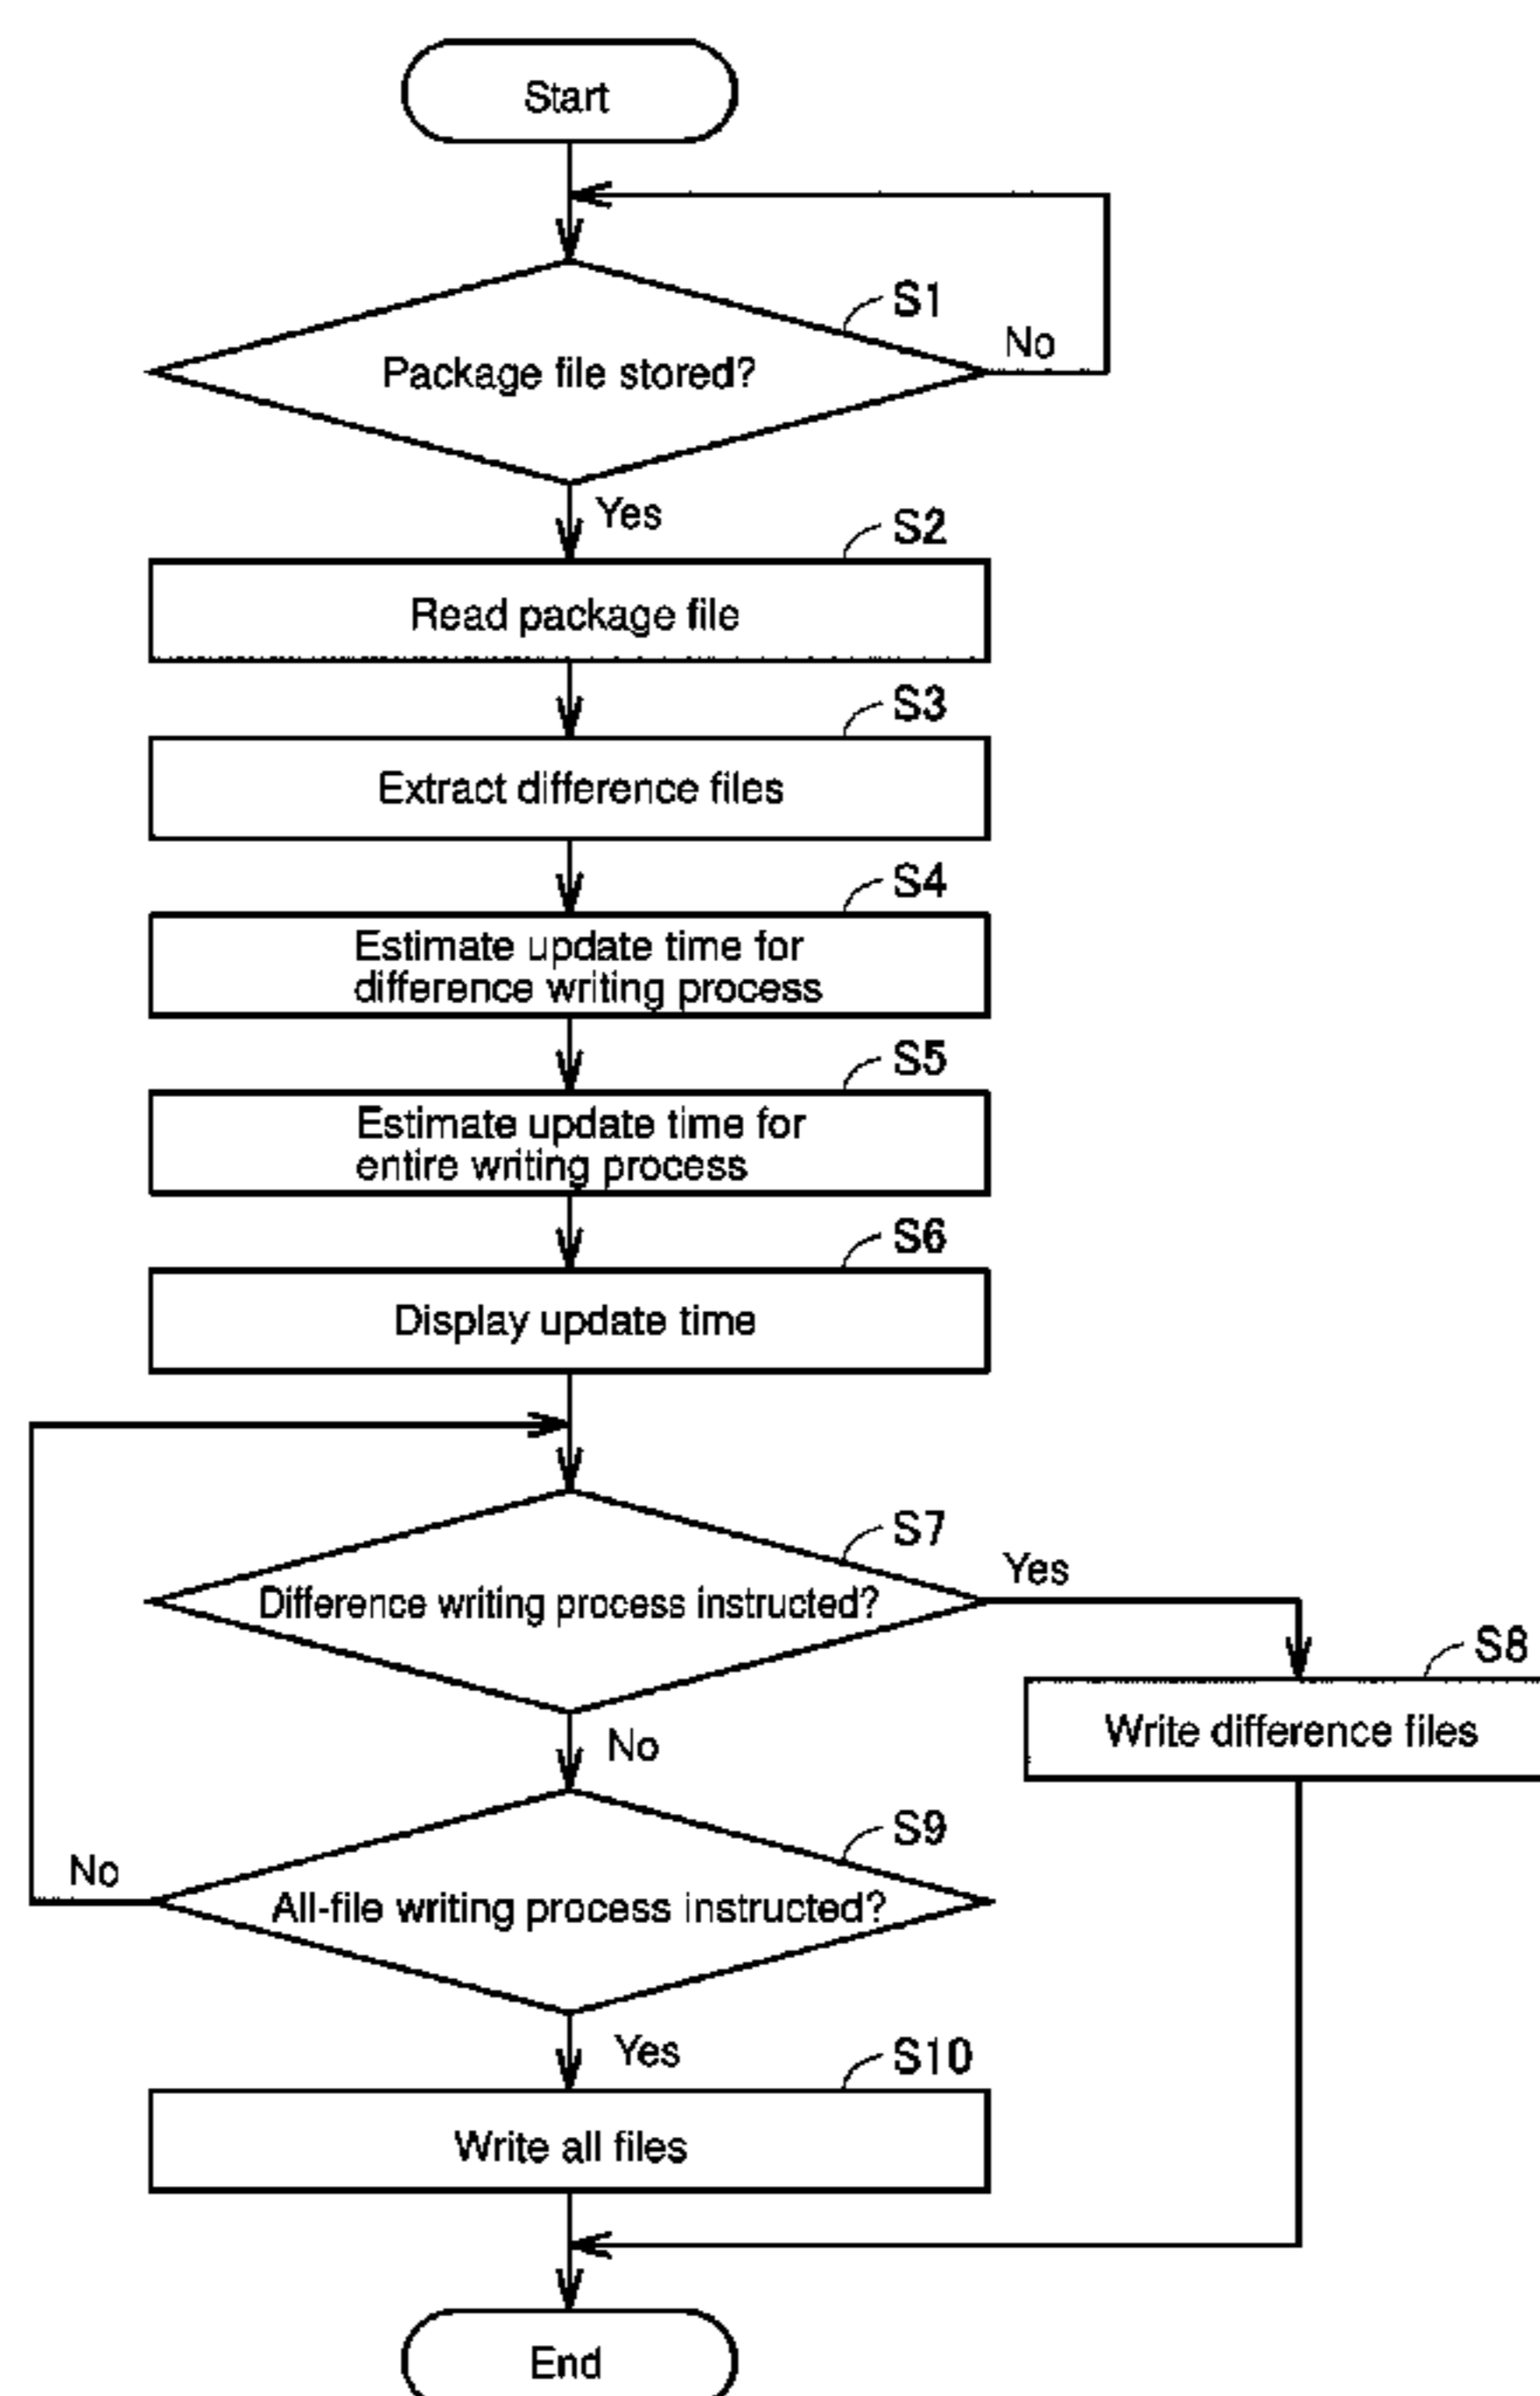 Start
S1
No
Package file stored?
Yes
S2
Read package file
S3
Extract difference files
S4
Estimate update time for
difference writing process
S5
Estimate update time for
entire writing process
S6
Display update time
S7
Yes
Difference writing process instructed?
S8
Write difference files
No
S9
No
All-file writing process instructed?
Yes
S10
Write all files
End